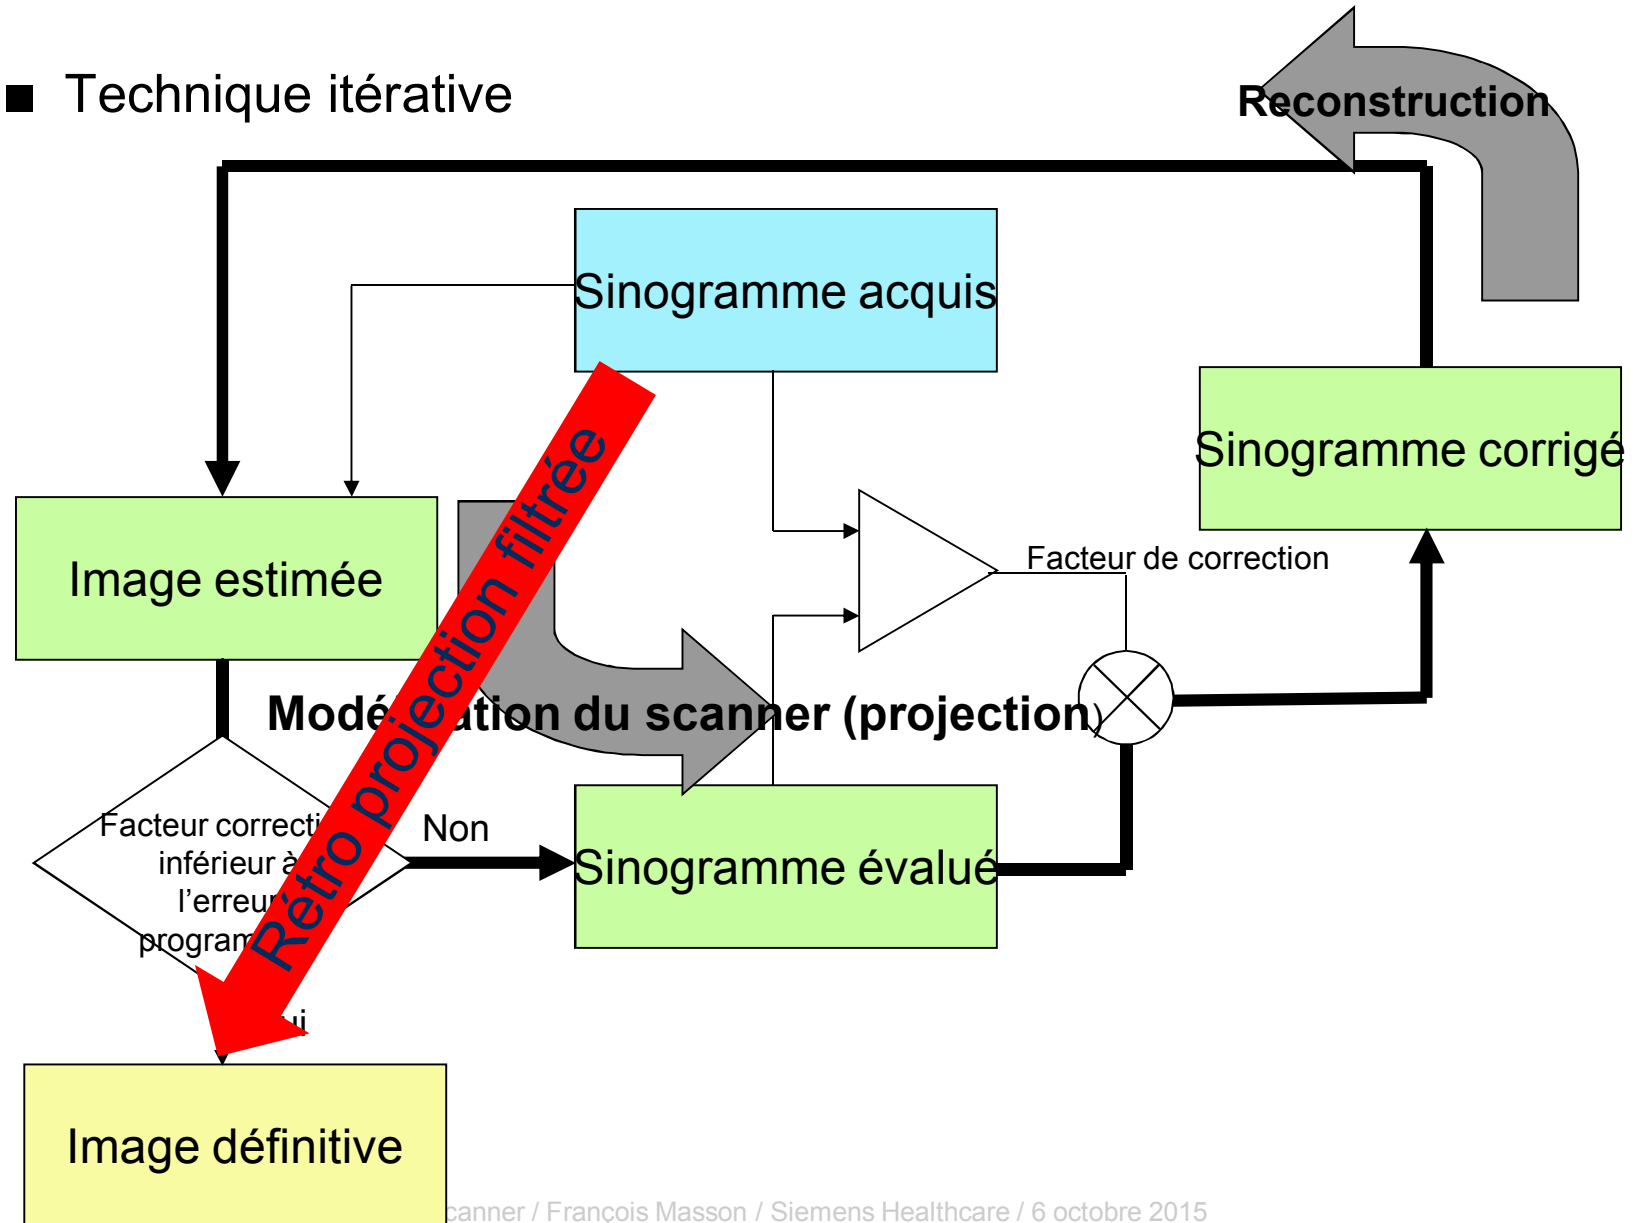 ■ Technique itérative
Reconstruction
Sinogramme acquis
Sinogramme corrigé
Rétro projection filtrée
Image estimée
Facteur de correction
Modé ation du scanner (projection)
Facteur correcti
inférieur à
l’erreur
program
Non
Sinogramme évalué
ui
Image définitive
canner / François Masson / Siemens Healthcare / 6 octobre 2015